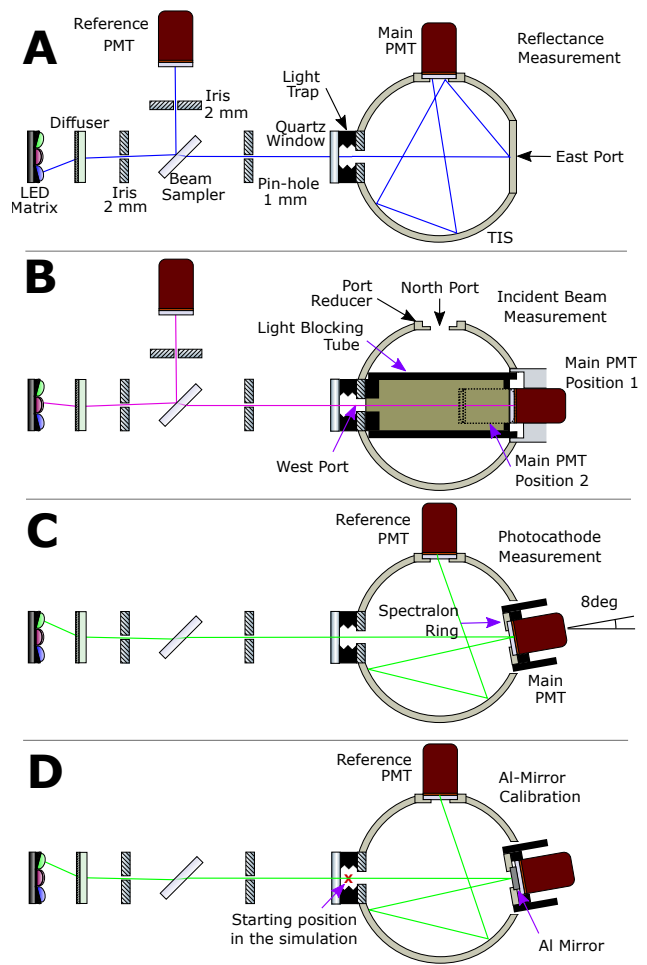 A
Reference
PMT
Iris
2 mm
Diffuser
LED
Matrix
Iris
2 mm
Beam
Sampler
Pin-hole
1 mm
Light
Trap
Quartz
Window
Main
PMT
Reflectance
Measurement
East Port
TIS
B
Port
Reducer
North Port
Incident Beam
Measurement
Light Blocking
Tube
Main PMT
Position 1
West Port
Main PMT
Position 2
C
Reference
PMT
Photocathode
Measurement
Spectralon
Ring
8deg
Main
PMT
D
Reference
PMT
Al-Mirror
Calibration
Starting position
in the simulation
Al Mirror